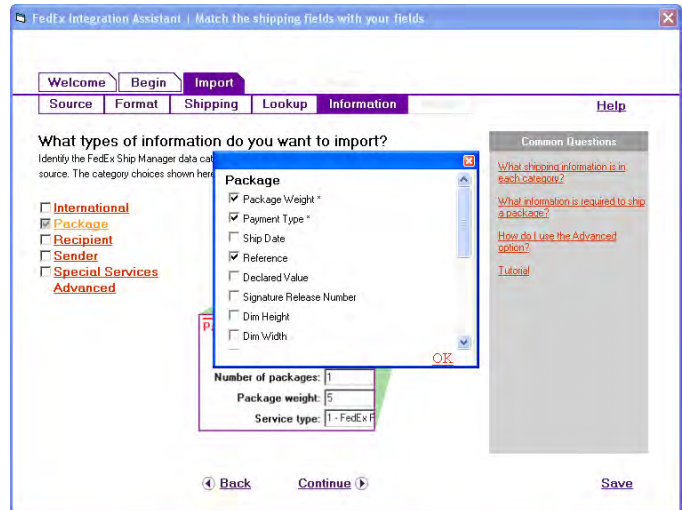 FedEx Integration Assistant | Match the shipping fields with your fields
Welcome Begin Import
Source Format Shipping Lookup Information
Help
What types of information do you want to import?
Identify the FedEx Ship Manager data cat
source. The category choices shown here
International
Package
Recipient
Sender
Special Services
Advanced
Package
Package Weight *
Payment Type *
Ship Date
Reference
Declared Value
Signature Release Number
Dim Height
Dim Width
OK
Number of packages: 1
Package weight: 5
Service type: 1 - FedEx
Common Questions
What shipping information is in
each category?
What information is required to ship
a package?
How do I use the Advanced
option?
Tutorial
Back Continue
Save